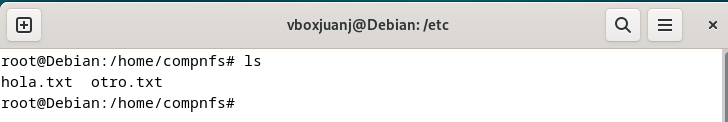 vboxjuanj@Debian: /etc
root@Debian:/home/compnfs# ls
hola.txt  otro.txt
root@Debian:/home/compnfs#